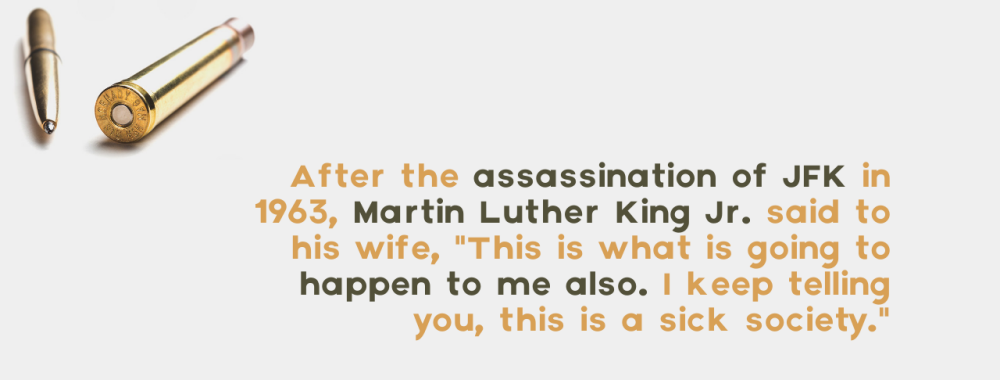 After the assassination of JFK in
1963, Martin Luther King Jr. said to
his wife, "This is what is going to
happen to me also. I keep telling
you, this is a sick society."